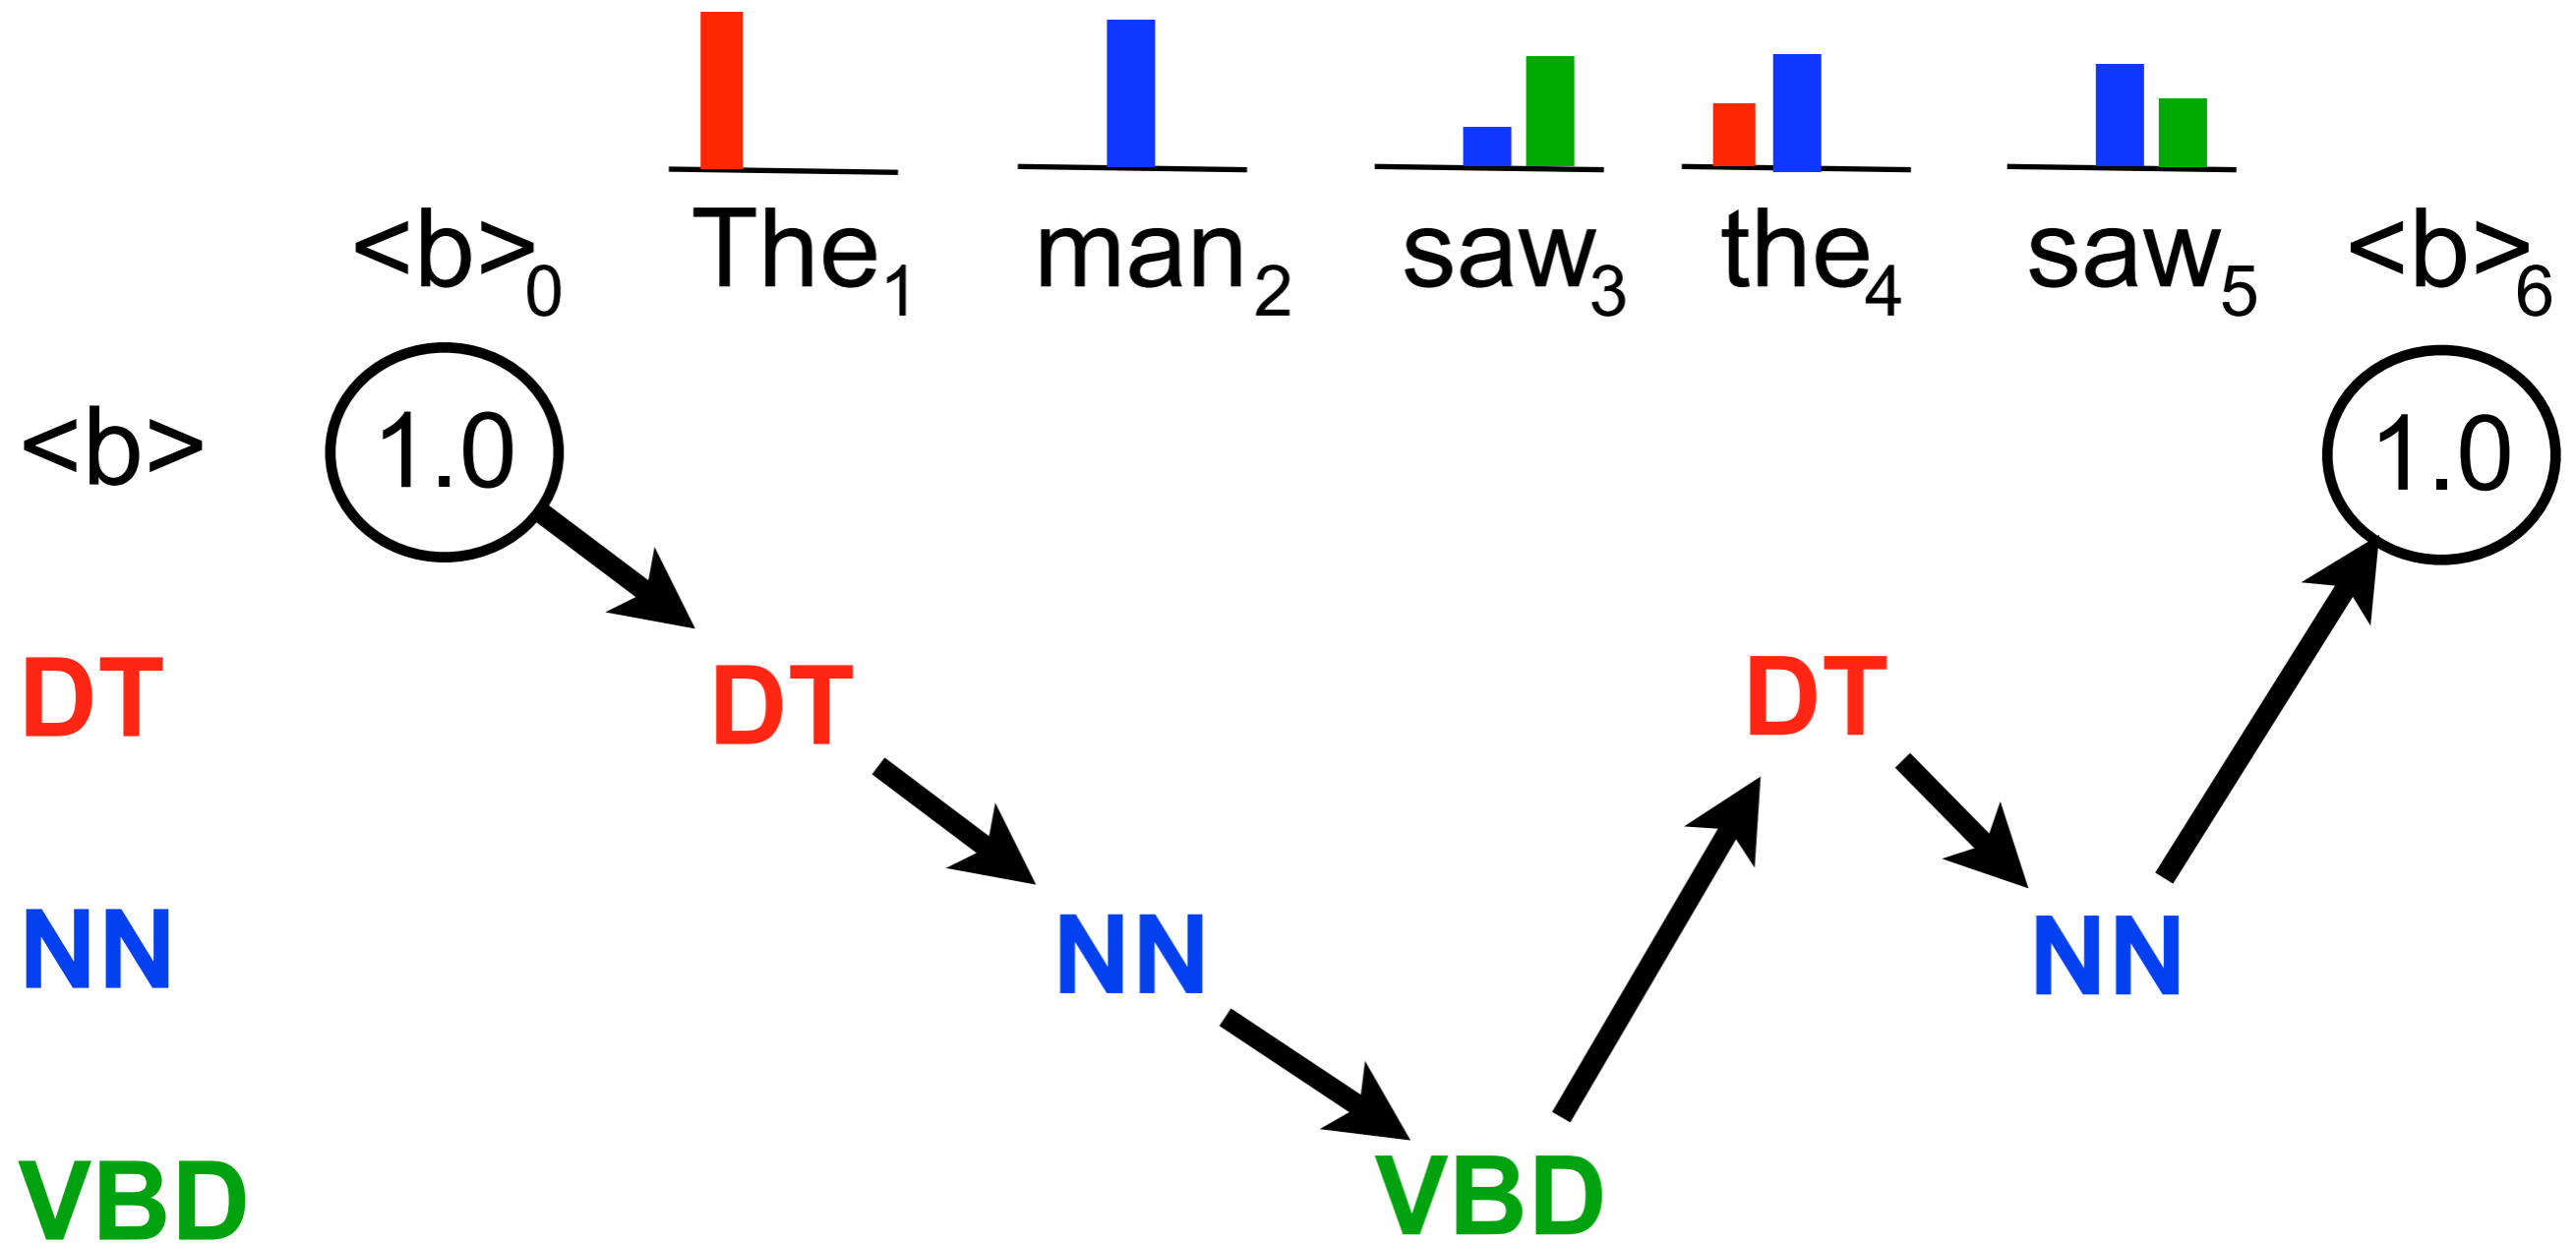 <b>0 The1 man2 saw3 the4 saw5 <b>6
<b> 1.0 1.0
DT DT DT
NN NN NN
VBD VBD